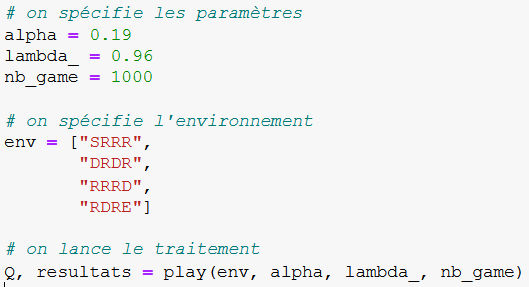 # on spécifie les paramètres
alpha = 0.19
lambda_ = 0.96
nb_game = 1000
# on spécifie l'environnement
env = ["SRRR",
"DRDR",
"RRRD",
"RDRE"]
# on lance le traitement
Q, resultats = play(env, alpha, lambda_, nb_game)